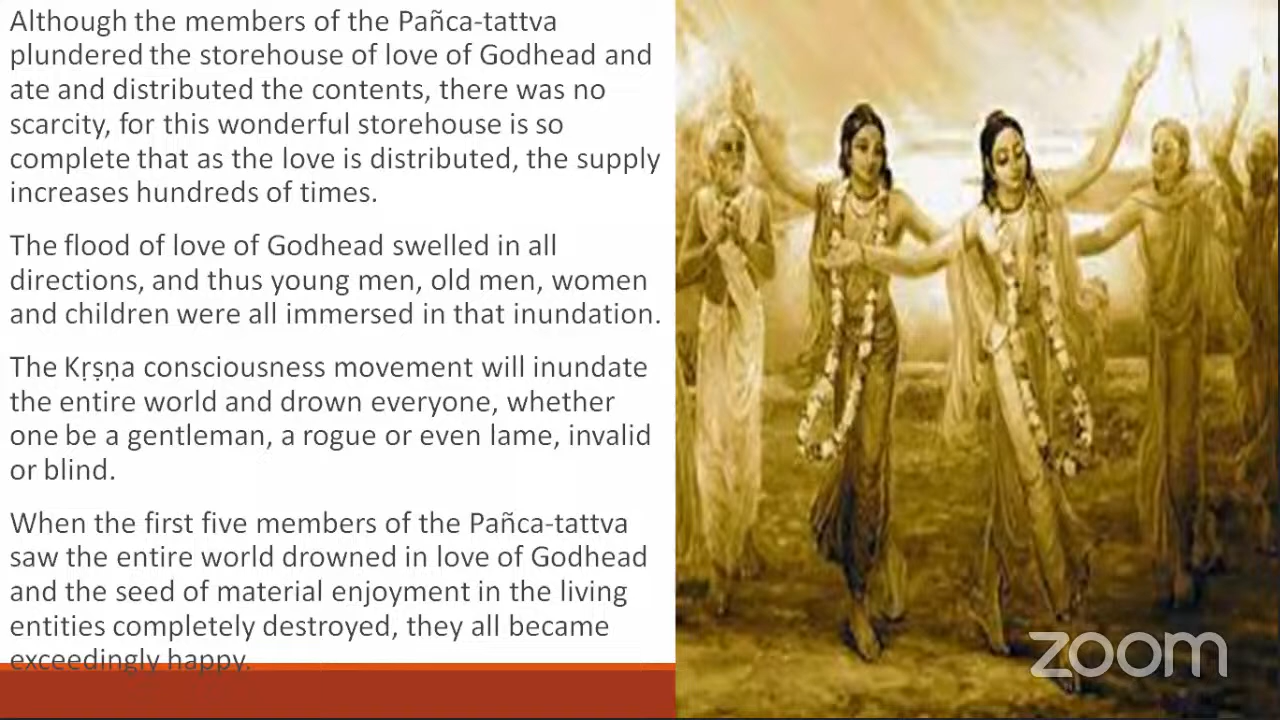 Although the members of the Pañca-tattva
plundered the storehouse of love of Godhead and
ate and distributed the contents, there was no
scarcity, for this wonderful storehouse is so
complete that as the love is distributed, the supply
increases hundreds of times.
The flood of love of Godhead swelled in all
directions, and thus young men, old men, women
and children were all immersed in that inundation.
The Kṛṣṇa consciousness movement will inundate
the entire world and drown everyone, whether
one be a gentleman, a rogue or even lame, invalid
or blind.
When the first five members of the Pañca-tattva
saw the entire world drowned in love of Godhead
and the seed of material enjoyment in the living
entities completely destroyed, they all became
exceedingly happy.
zoom